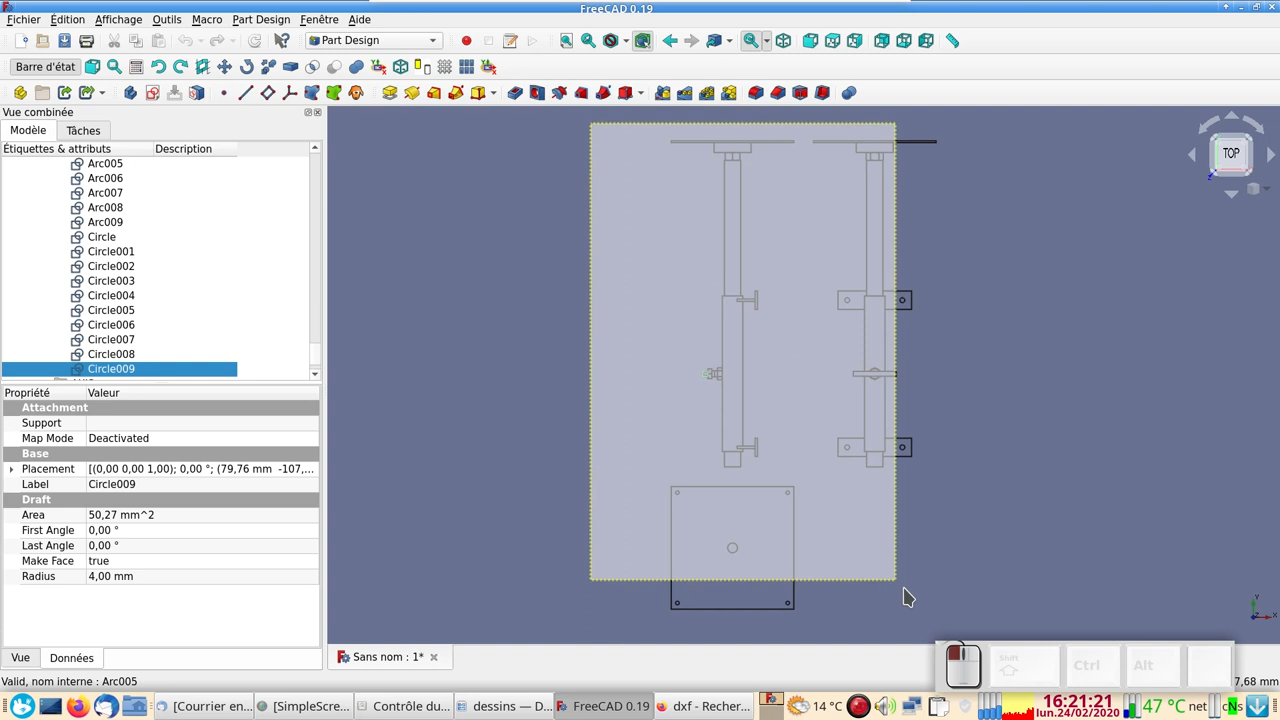 FreeCAD 0.19
Fichier Édition Affichage Outils Macro Part Design Fenêtre Aide
Part Design
Barre d'état
Vue combinée
Modèle Tâches
Étiquettes & attributs Description
Arc005
Arc006
Arc007
Arc008
Arc009
Circle
Circle001
Circle002
Circle003
Circle004
Circle005
Circle006
Circle007
Circle008
Circle009
Propriété Valeur
Attachment
Support
Map Mode Deactivated
Base
Placement [(0,00 0,00 1,00); 0,00 °; (79,76 mm -107,...
Label Circle009
Draft
Area 50,27 mm^2
First Angle 0,00 °
Last Angle 0,00 °
Make Face true
Radius 4,00 mm
Vue Données
TOP
Z
Y
X
Sans nom : 1*
Shift Ctrl Alt
Valid, nom interne : Arc005
7,68 mm
[Courrier en... [SimpleScre... Contrôle du... dessins — D... FreeCAD 0.19 dxf - Recher...
14 °C
16:21:21
lun.24/02/2020
47 °C net